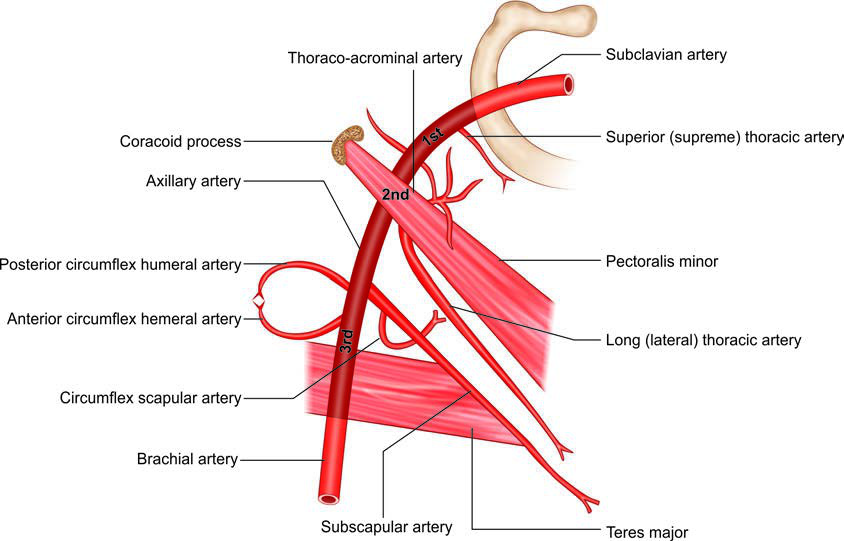 Thoraco-acrominal artery
Subclavian artery
Coracoid process
1st
Superior (supreme) thoracic artery
Axillary artery
2nd
Posterior circumflex humeral artery
Pectoralis minor
Anterior circumflex hemeral artery
3rd
Long (lateral) thoracic artery
Circumflex scapular artery
Brachial artery
Subscapular artery
Teres major